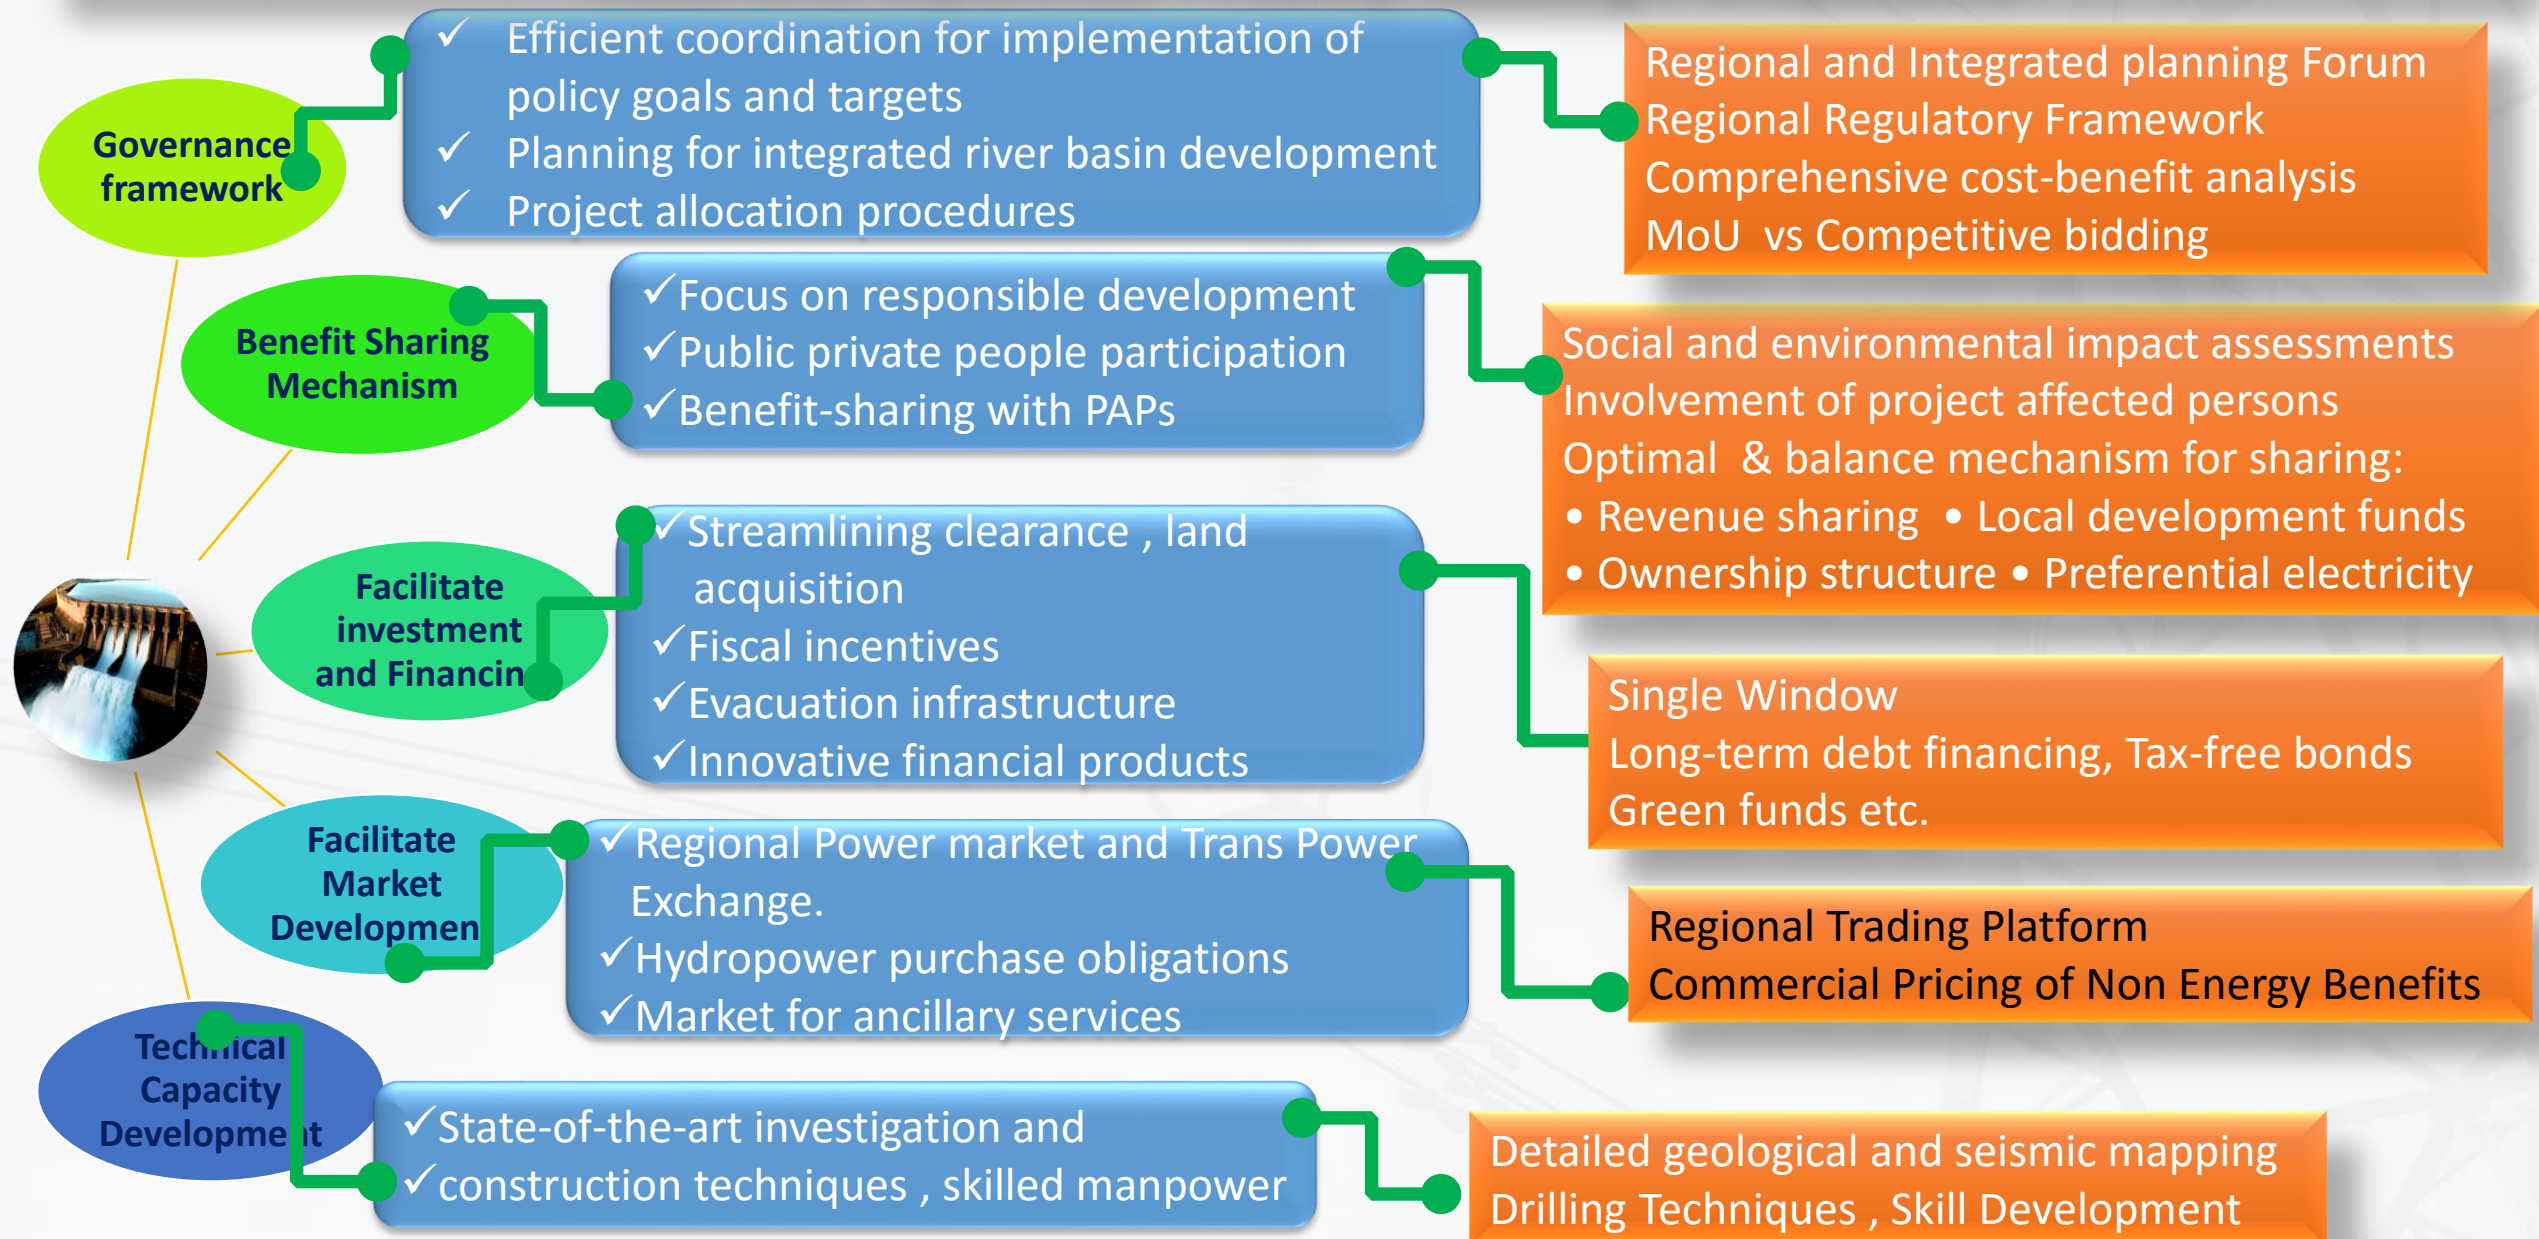 Governance
framework
✓ Efficient coordination for implementation of
policy goals and targets
✓ Planning for integrated river basin development
✓ Project allocation procedures
Regional and Integrated planning Forum
Regional Regulatory Framework
Comprehensive cost-benefit analysis
MoU vs Competitive bidding
Benefit Sharing
Mechanism
✓Focus on responsible development
✓Public private people participation
✓Benefit-sharing with PAPs
Social and environmental impact assessments
Involvement of project affected persons
Optimal & balance mechanism for sharing:
• Revenue sharing • Local development funds
• Ownership structure • Preferential electricity
Facilitate
investment
and Financin
✓Streamlining clearance , land
acquisition
✓Fiscal incentives
✓Evacuation infrastructure
✓Innovative financial products
Single Window
Long-term debt financing, Tax-free bonds
Green funds etc.
Facilitate
Market
Developmen
✓Regional Power market and Trans Power
Exchange.
✓Hydropower purchase obligations
✓Market for ancillary services
Regional Trading Platform
Commercial Pricing of Non Energy Benefits
Technical
Capacity
Development
✓State-of-the-art investigation and
✓construction techniques , skilled manpower
Detailed geological and seismic mapping
Drilling Techniques , Skill Development